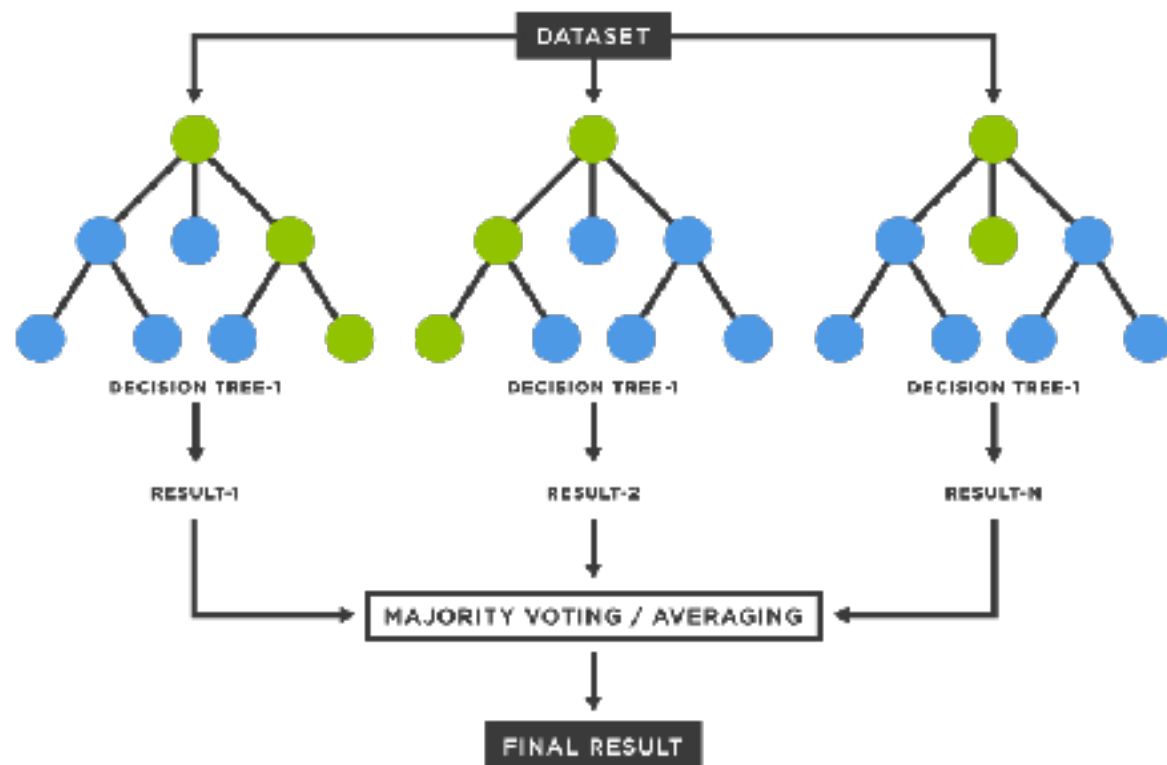 DATASET
DECISION TREE-1
DECISION TREE-1
DECISION TREE-1
RESULT-1
RESULT-2
RESULT-N
MAJORITY VOTING / AVERAGING
FINAL RESULT